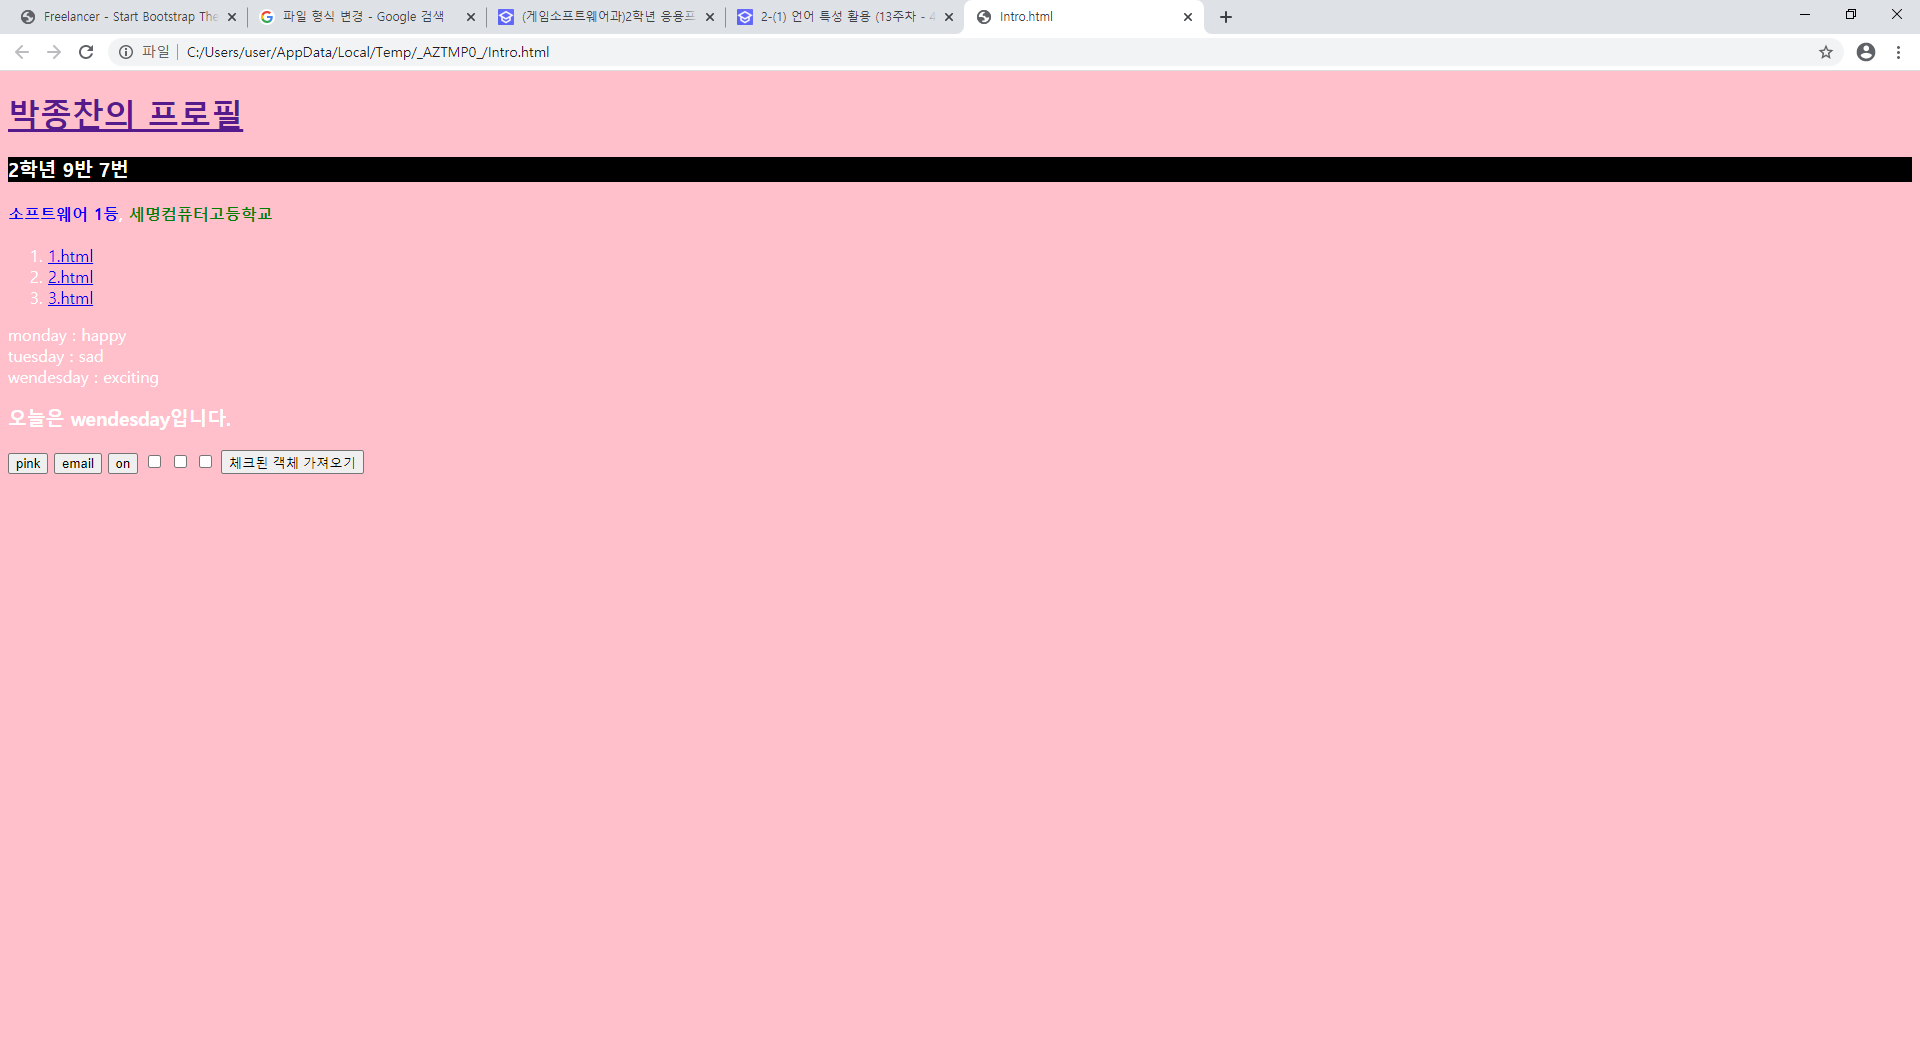 Freelancer - Start Bootstrap The
파일 형식 변경 - Google 검색
(게임소프트웨어과)2학년 응용프
2-(1) 언어 특성 활용 (13주차 - 4
Intro.html
파일 C:/Users/user/AppData/Local/Temp/_AZTMP0_/Intro.html
박종찬의 프로필
2학년 9반 7번
소프트웨어 1등, 세명컴퓨터고등학교
1. 1.html
2. 2.html
3. 3.html
monday : happy
tuesday : sad
wendesday : exciting
오늘은 wendesday입니다.
pink email on 체크된 객체 가져오기